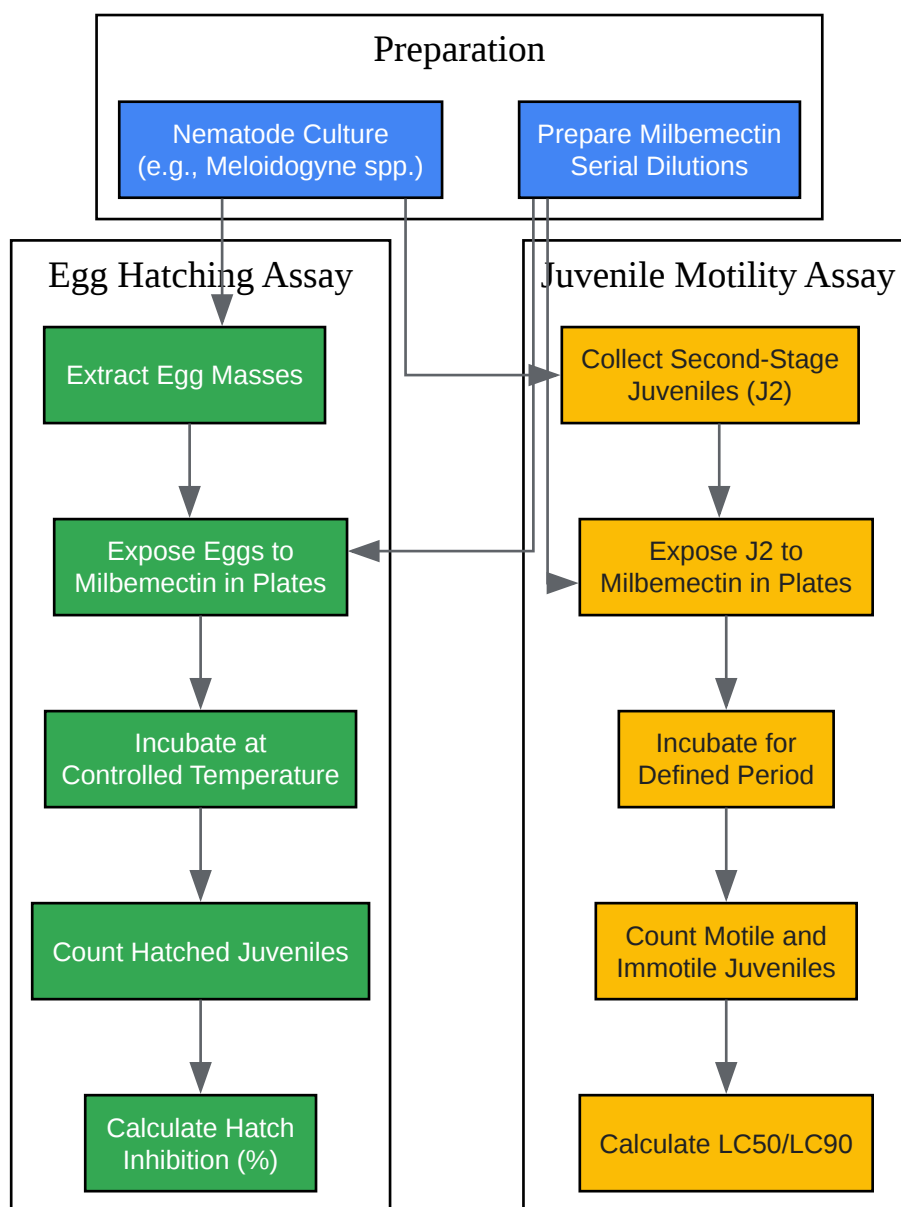 Preparation
Nematode Culture
(e.g., Meloidogyne spp.)
Prepare Milbemectin
Serial Dilutions
Egg Hatching Assay
Extract Egg Masses
Expose Eggs to
Milbemectin in Plates
Incubate at
Controlled Temperature
Count Hatched Juveniles
Calculate Hatch
Inhibition (%)
Juvenile Motility Assay
Collect Second-Stage
Juveniles (J2)
Expose J2 to
Milbemectin in Plates
Incubate for
Defined Period
Count Motile and
Immotile Juveniles
Calculate LC50/LC90